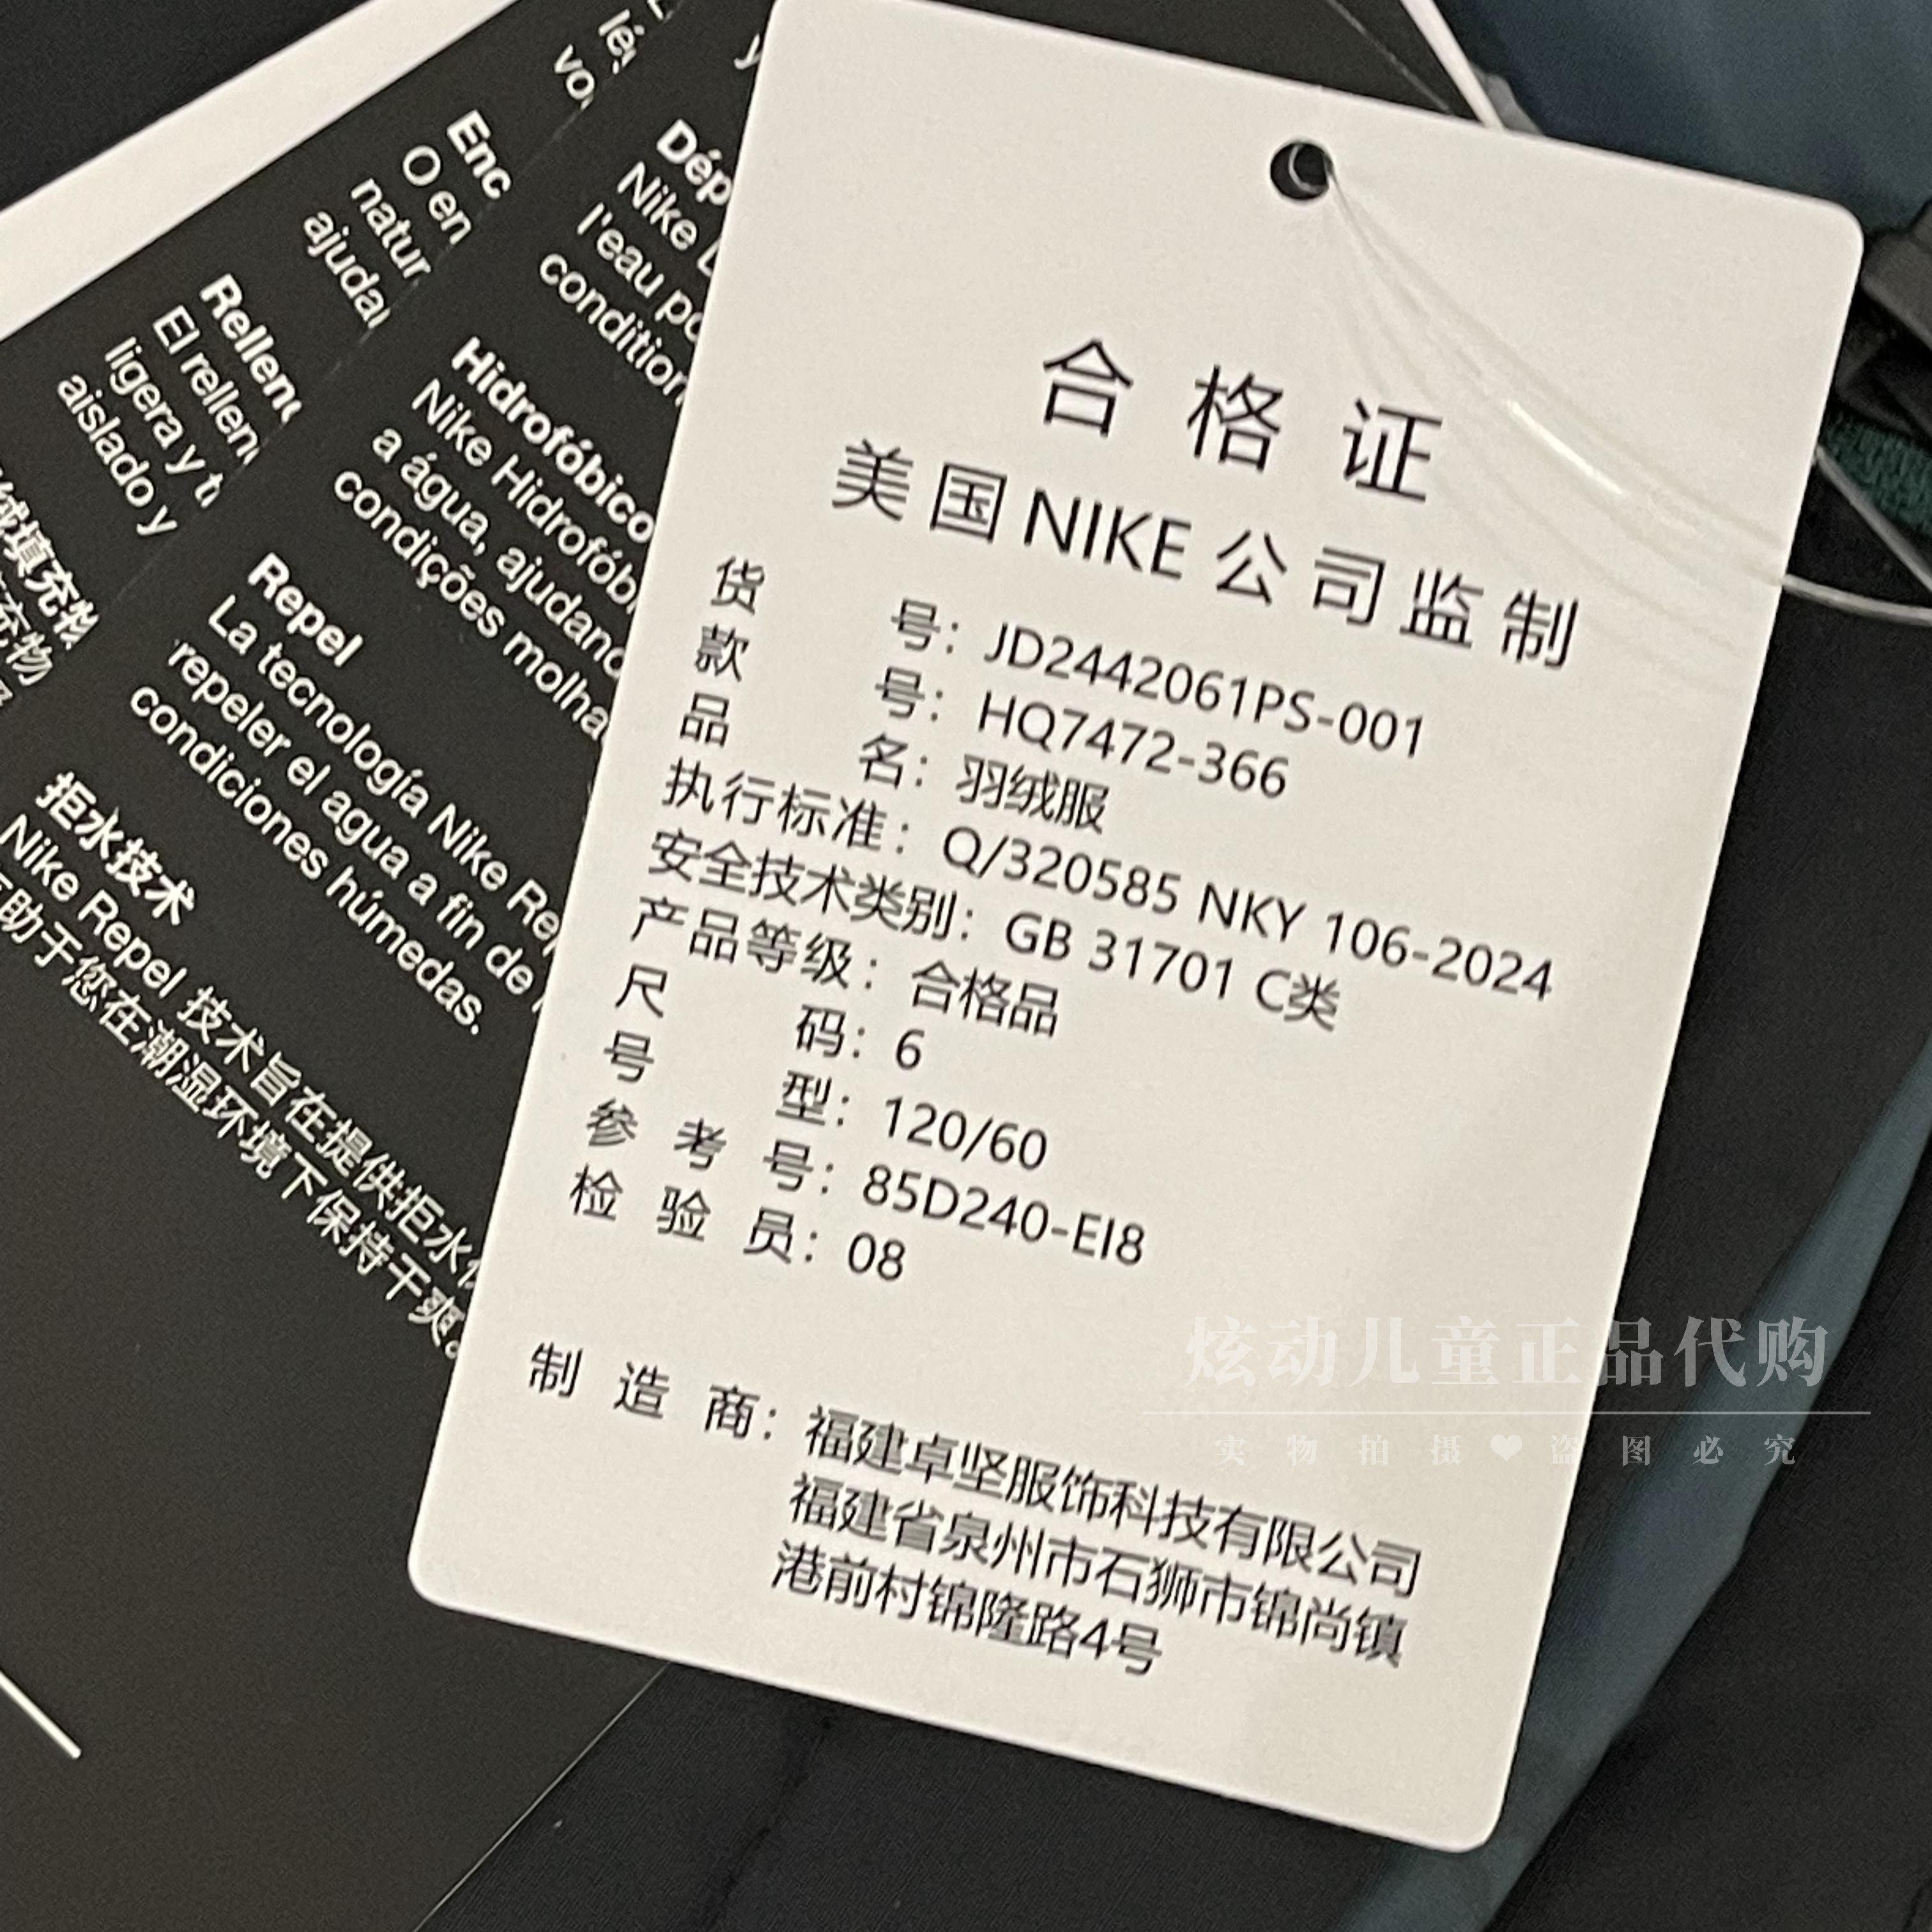 合格证
美国NIKE公司监制
货号：JD2442061PS-001
款号：HQ7472-366
品名：羽绒服
执行标准：Q/320585 NKY 106-2024
安全技术类别：GB 31701 C类
产品等级：合格品
尺码：6
号型：120/60
参考号：85D240-EI8
检验员：08
制造商：福建卓坚服饰科技有限公司
福建省泉州市石狮市锦尚镇
港前村锦隆路4号
炫动儿童正品代购
实物拍摄❤盗图必究
Nike
l'eau
Hidrofóbico
Nike
a água, ajudando
condições
Enc
O en
Rellen
El rellen
ligera y
aislado y
Repel
La tecnología Nike
repeler el agua a fin de
condiciones húmedas.
拒水技术
Nike Repel 技术旨在提供拒水
助于您在潮湿环境下保持干爽。
绒填充物
充物